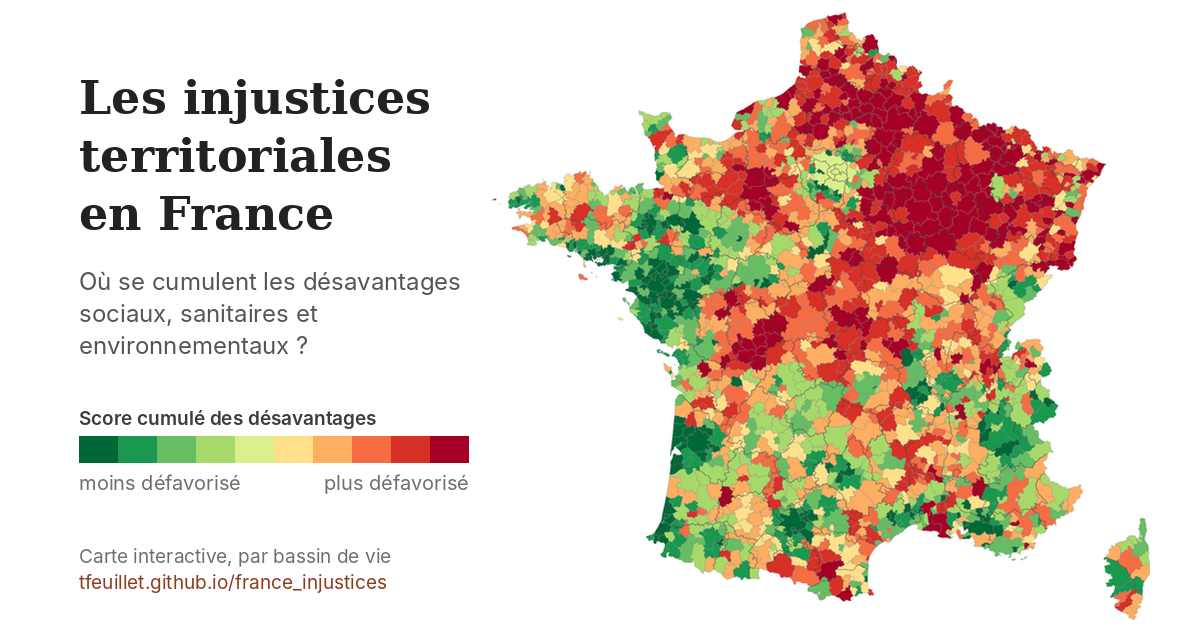 Les injustices
territoriales
en France
Où se cumulent les désavantages
sociaux, sanitaires et
environnementaux ?
Score cumulé des désavantages
moins défavorisé plus défavorisé
Carte interactive, par bassin de vie
tfeuillet.github.io/france_injustices